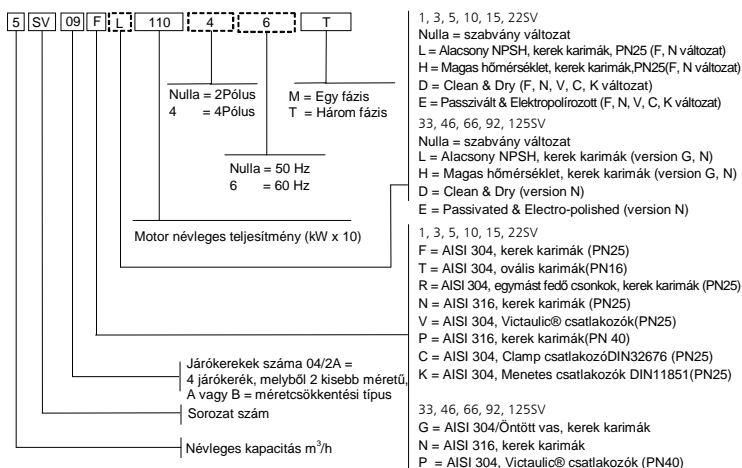 5 SV 09 F L 110 4 6 T
Nulla = 2Pólus
4 = 4Pólus
M = Egy fázis
T = Három fázis
Nulla = 50 Hz
6 = 60 Hz
Motor névleges teljesítmény (kW x 10)
Járókerekek száma 04/2A =
4 járókerék, melyből 2 kisebb méretű,
A vagy B = méretcsökkentési típus
Sorozat szám
Névleges kapacitás m³/h
1, 3, 5, 10, 15, 22SV
Nulla = szabvány változat
L = Alacsony NPSH, kerek karimák, PN25 (F, N változat)
H = Magas hőmérséklet, kerek karimák,PN25(F, N változat)
D = Clean & Dry (F, N, V, C, K változat)
E = Passzivált & Elektropolírozott (F, N, V, C, K változat)
33, 46, 66, 92, 125SV
Nulla = szabvány változat
L = Alacsony NPSH, kerek karimák (version G, N)
H = Magas hőmérséklet, kerek karimák (version G, N)
D = Clean & Dry (version N)
E = Passivated & Electro-polished (version N)
1, 3, 5, 10, 15, 22SV
F = AISI 304, kerek karimák (PN25)
T = AISI 304, ovális karimák(PN16)
R = AISI 304, egymást fedő csonkok, kerek karimák (PN25)
N = AISI 316, kerek karimák (PN25)
V = AISI 304, Victaulic® csatlakozók(PN25)
P = AISI 316, kerek karimák(PN 40)
C = AISI 304, Clamp csatlakozóDIN32676 (PN25)
K = AISI 304, Menetes csatlakozók DIN11851(PN25)
33, 46, 66, 92, 125SV
G = AISI 304/Öntött vas, kerek karimák
N = AISI 316, kerek karimák
P = AISI 304, Victaulic® csatlakozók (PN40)